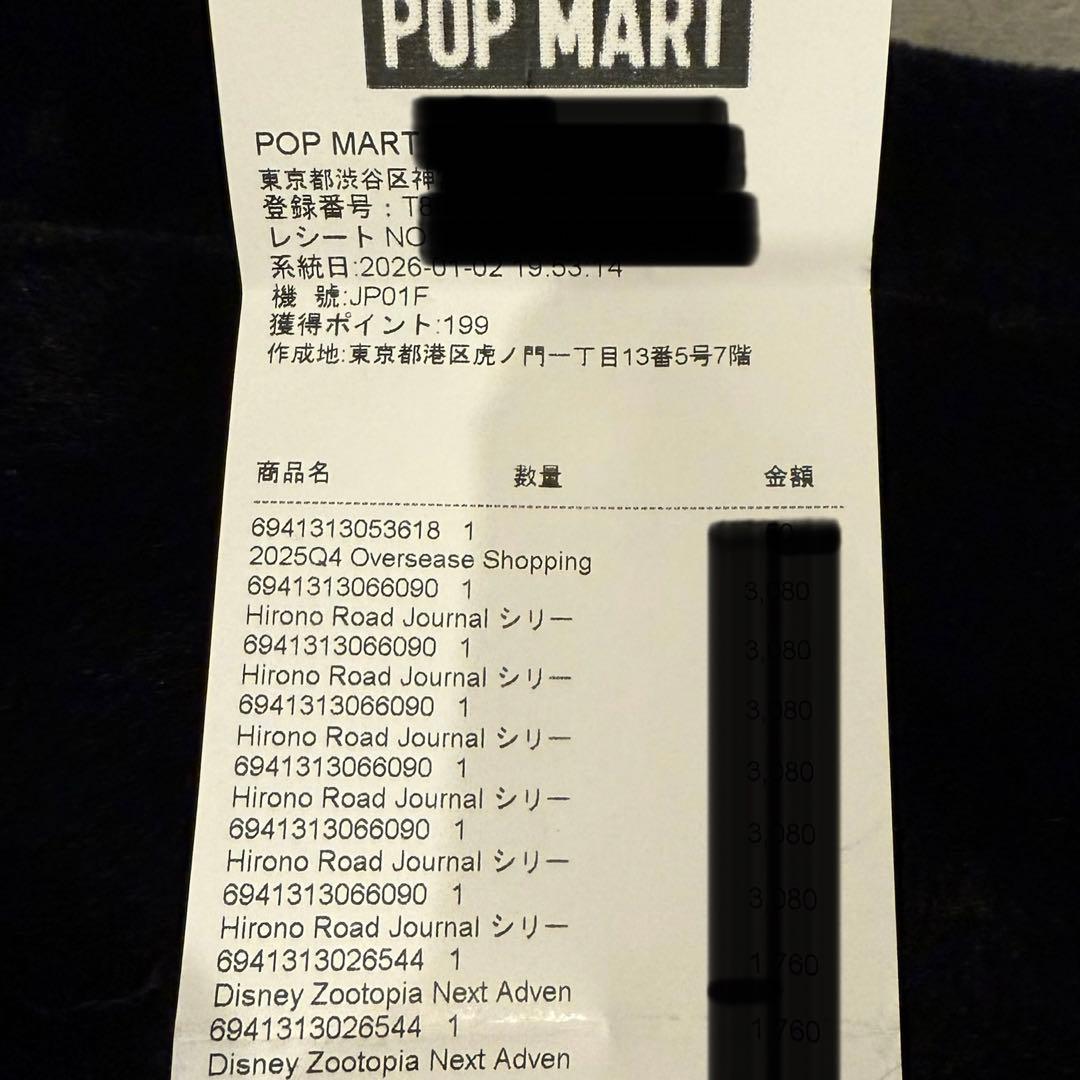 POP MART
POP MART
東京都渋谷区神
登録番号：T8
レシート NO
系統日:2026-01-02 19:53:14
機 號:JP01F
獲得ポイント:199
作成地:東京都港区虎ノ門一丁目13番5号7階
商品名 数量 金額
6941313053618 1
2025Q4 Oversease Shopping
6941313066090 1 3,080
Hirono Road Journal シリー
6941313066090 1 3,080
Hirono Road Journal シリー
6941313066090 1 3,080
Hirono Road Journal シリー
6941313066090 1 3,080
Hirono Road Journal シリー
6941313066090 1 3,080
Hirono Road Journal シリー
6941313066090 1 3,080
Hirono Road Journal シリー
6941313026544 1 1,760
Disney Zootopia Next Adven
6941313026544 1 1,760
Disney Zootopia Next Adven